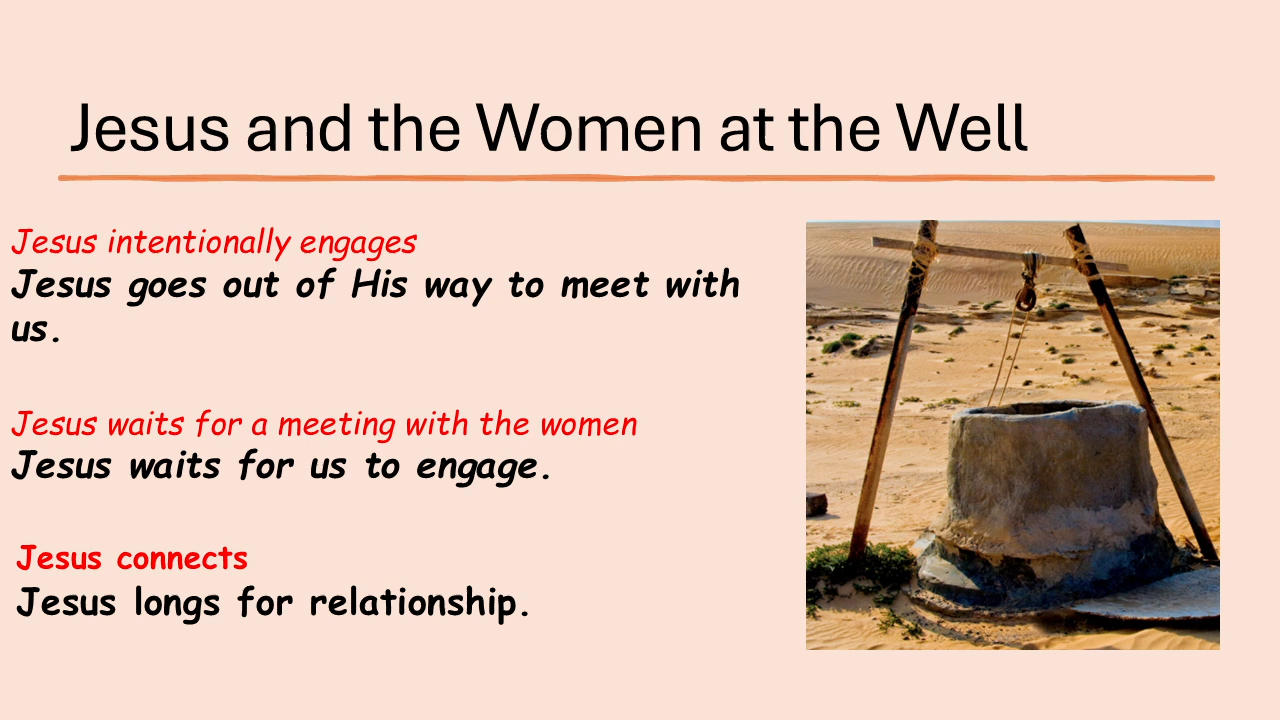 Jesus and the Women at the Well
Jesus intentionally engages
Jesus goes out of His way to meet with
us.
Jesus waits for a meeting with the women
Jesus waits for us to engage.
Jesus connects
Jesus longs for relationship.